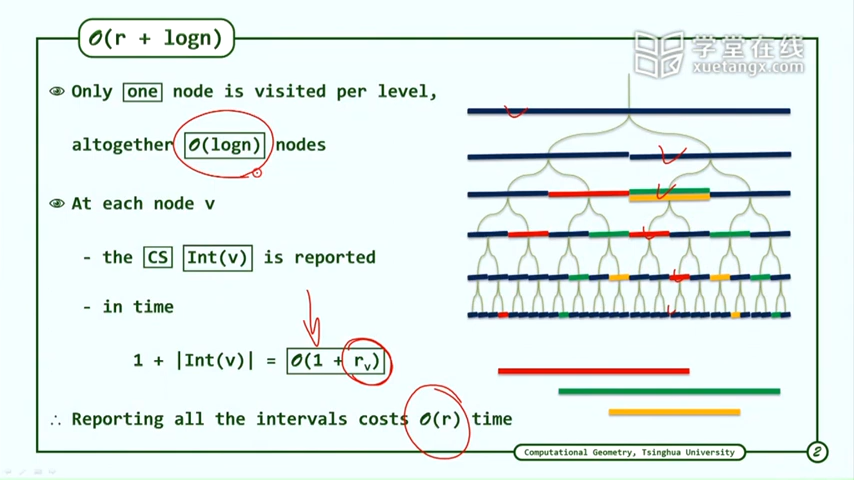 O(r + logn)
学堂在线
xuetangx.com
Only one node is visited per level,
altogether O(logn) nodes
At each node v
- the CS Int(v) is reported
- in time
1 + |Int(v)| = O(1 + rv)
∴ Reporting all the intervals costs O(r) time
Computational Geometry, Tsinghua University
2